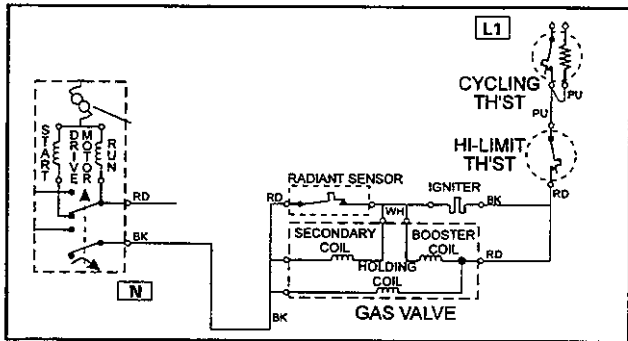 L1
CYCLING
TH'ST
PU
PU
HI-LIMIT
TH'ST
RD
START
DRIVE
MOTOR
RUN
RD
BK
N
RADIANT SENSOR
IGNITER
RD
WH
BK
SECONDARY
COIL
BOOSTER
COIL
HOLDING
COIL
RD
BK
GAS VALVE